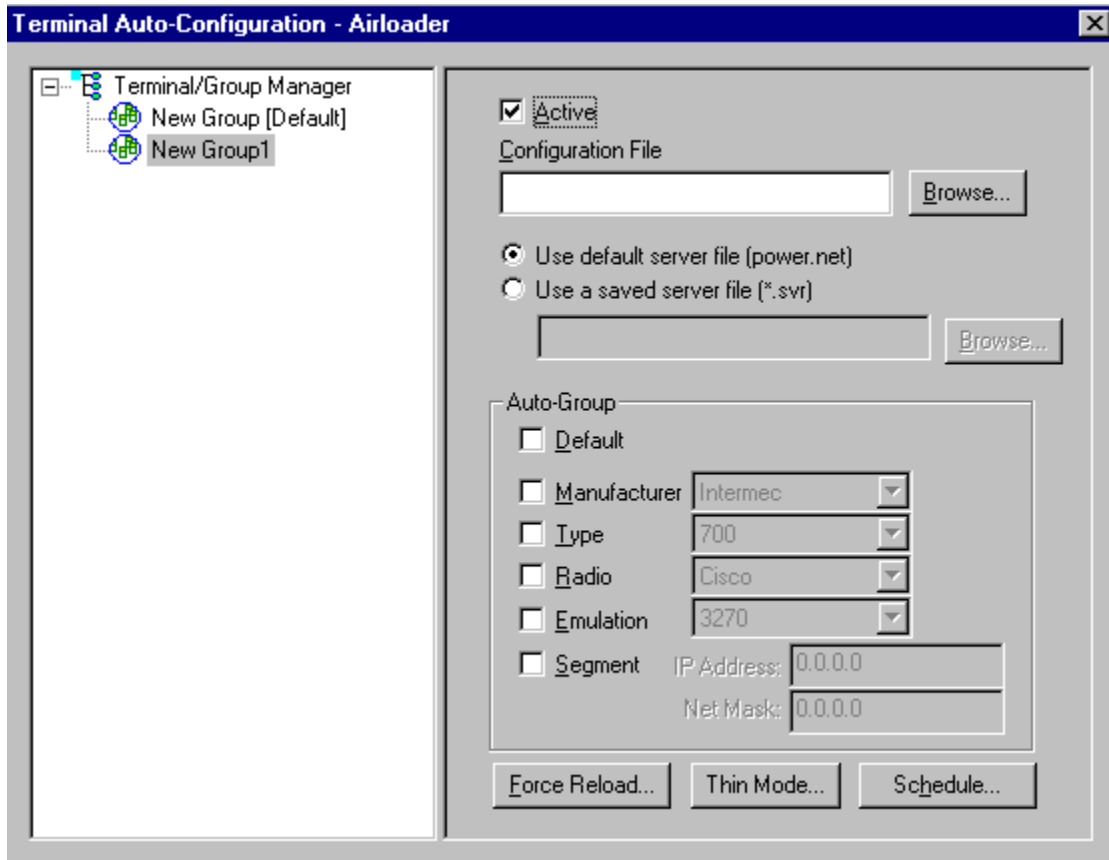 Terminal Auto-Configuration - Airloader
Terminal/Group Manager
New Group [Default]
New Group1
Active
Configuration File
Browse...
Use default server file (power.net)
Use a saved server file (*.svr)
Browse...
Auto-Group
Default
Manufacturer Intermec
Type 700
Radio Cisco
Emulation 3270
Segment IP Address: 0.0.0.0
Net Mask: 0.0.0.0
Force Reload... Thin Mode... Schedule...